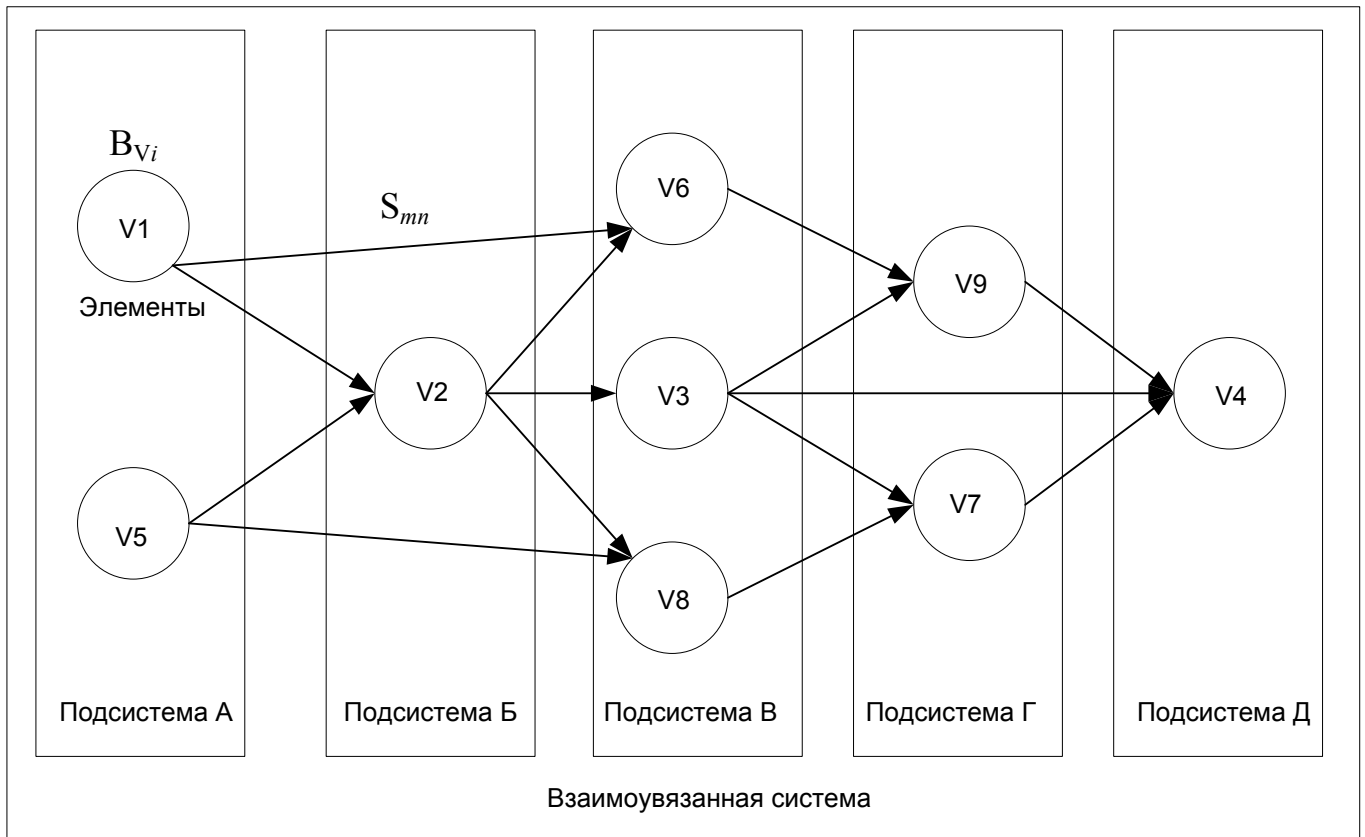 B_Vi
V1
Элементы
S_mn
V6
V9
V2
V3
V4
V5
V7
V8
Подсистема А
Подсистема Б
Подсистема В
Подсистема Г
Подсистема Д
Взаимоувязанная система